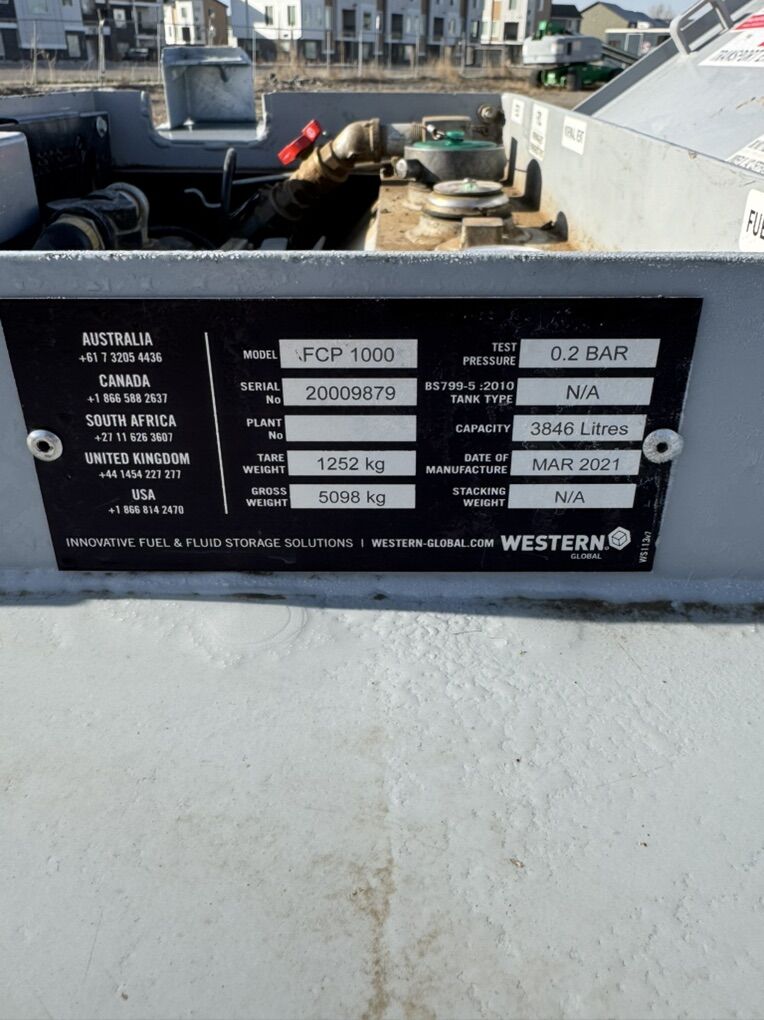 AUSTRALIA
+61 7 3205 4436
CANADA
+1 866 588 2637
SOUTH AFRICA
+27 11 626 3607
UNITED KINGDOM
+44 1454 227 277
USA
+1 866 814 2470
MODEL FCP 1000
SERIAL No 20009879
PLANT No
TARE WEIGHT 1252 kg
GROSS WEIGHT 5098 kg
TEST PRESSURE 0.2 BAR
BS799-5 :2010 TANK TYPE N/A
CAPACITY 3846 Litres
DATE OF MANUFACTURE MAR 2021
STACKING WEIGHT N/A
INNOVATIVE FUEL & FLUID STORAGE SOLUTIONS | WESTERN-GLOBAL.COM WESTERN GLOBAL